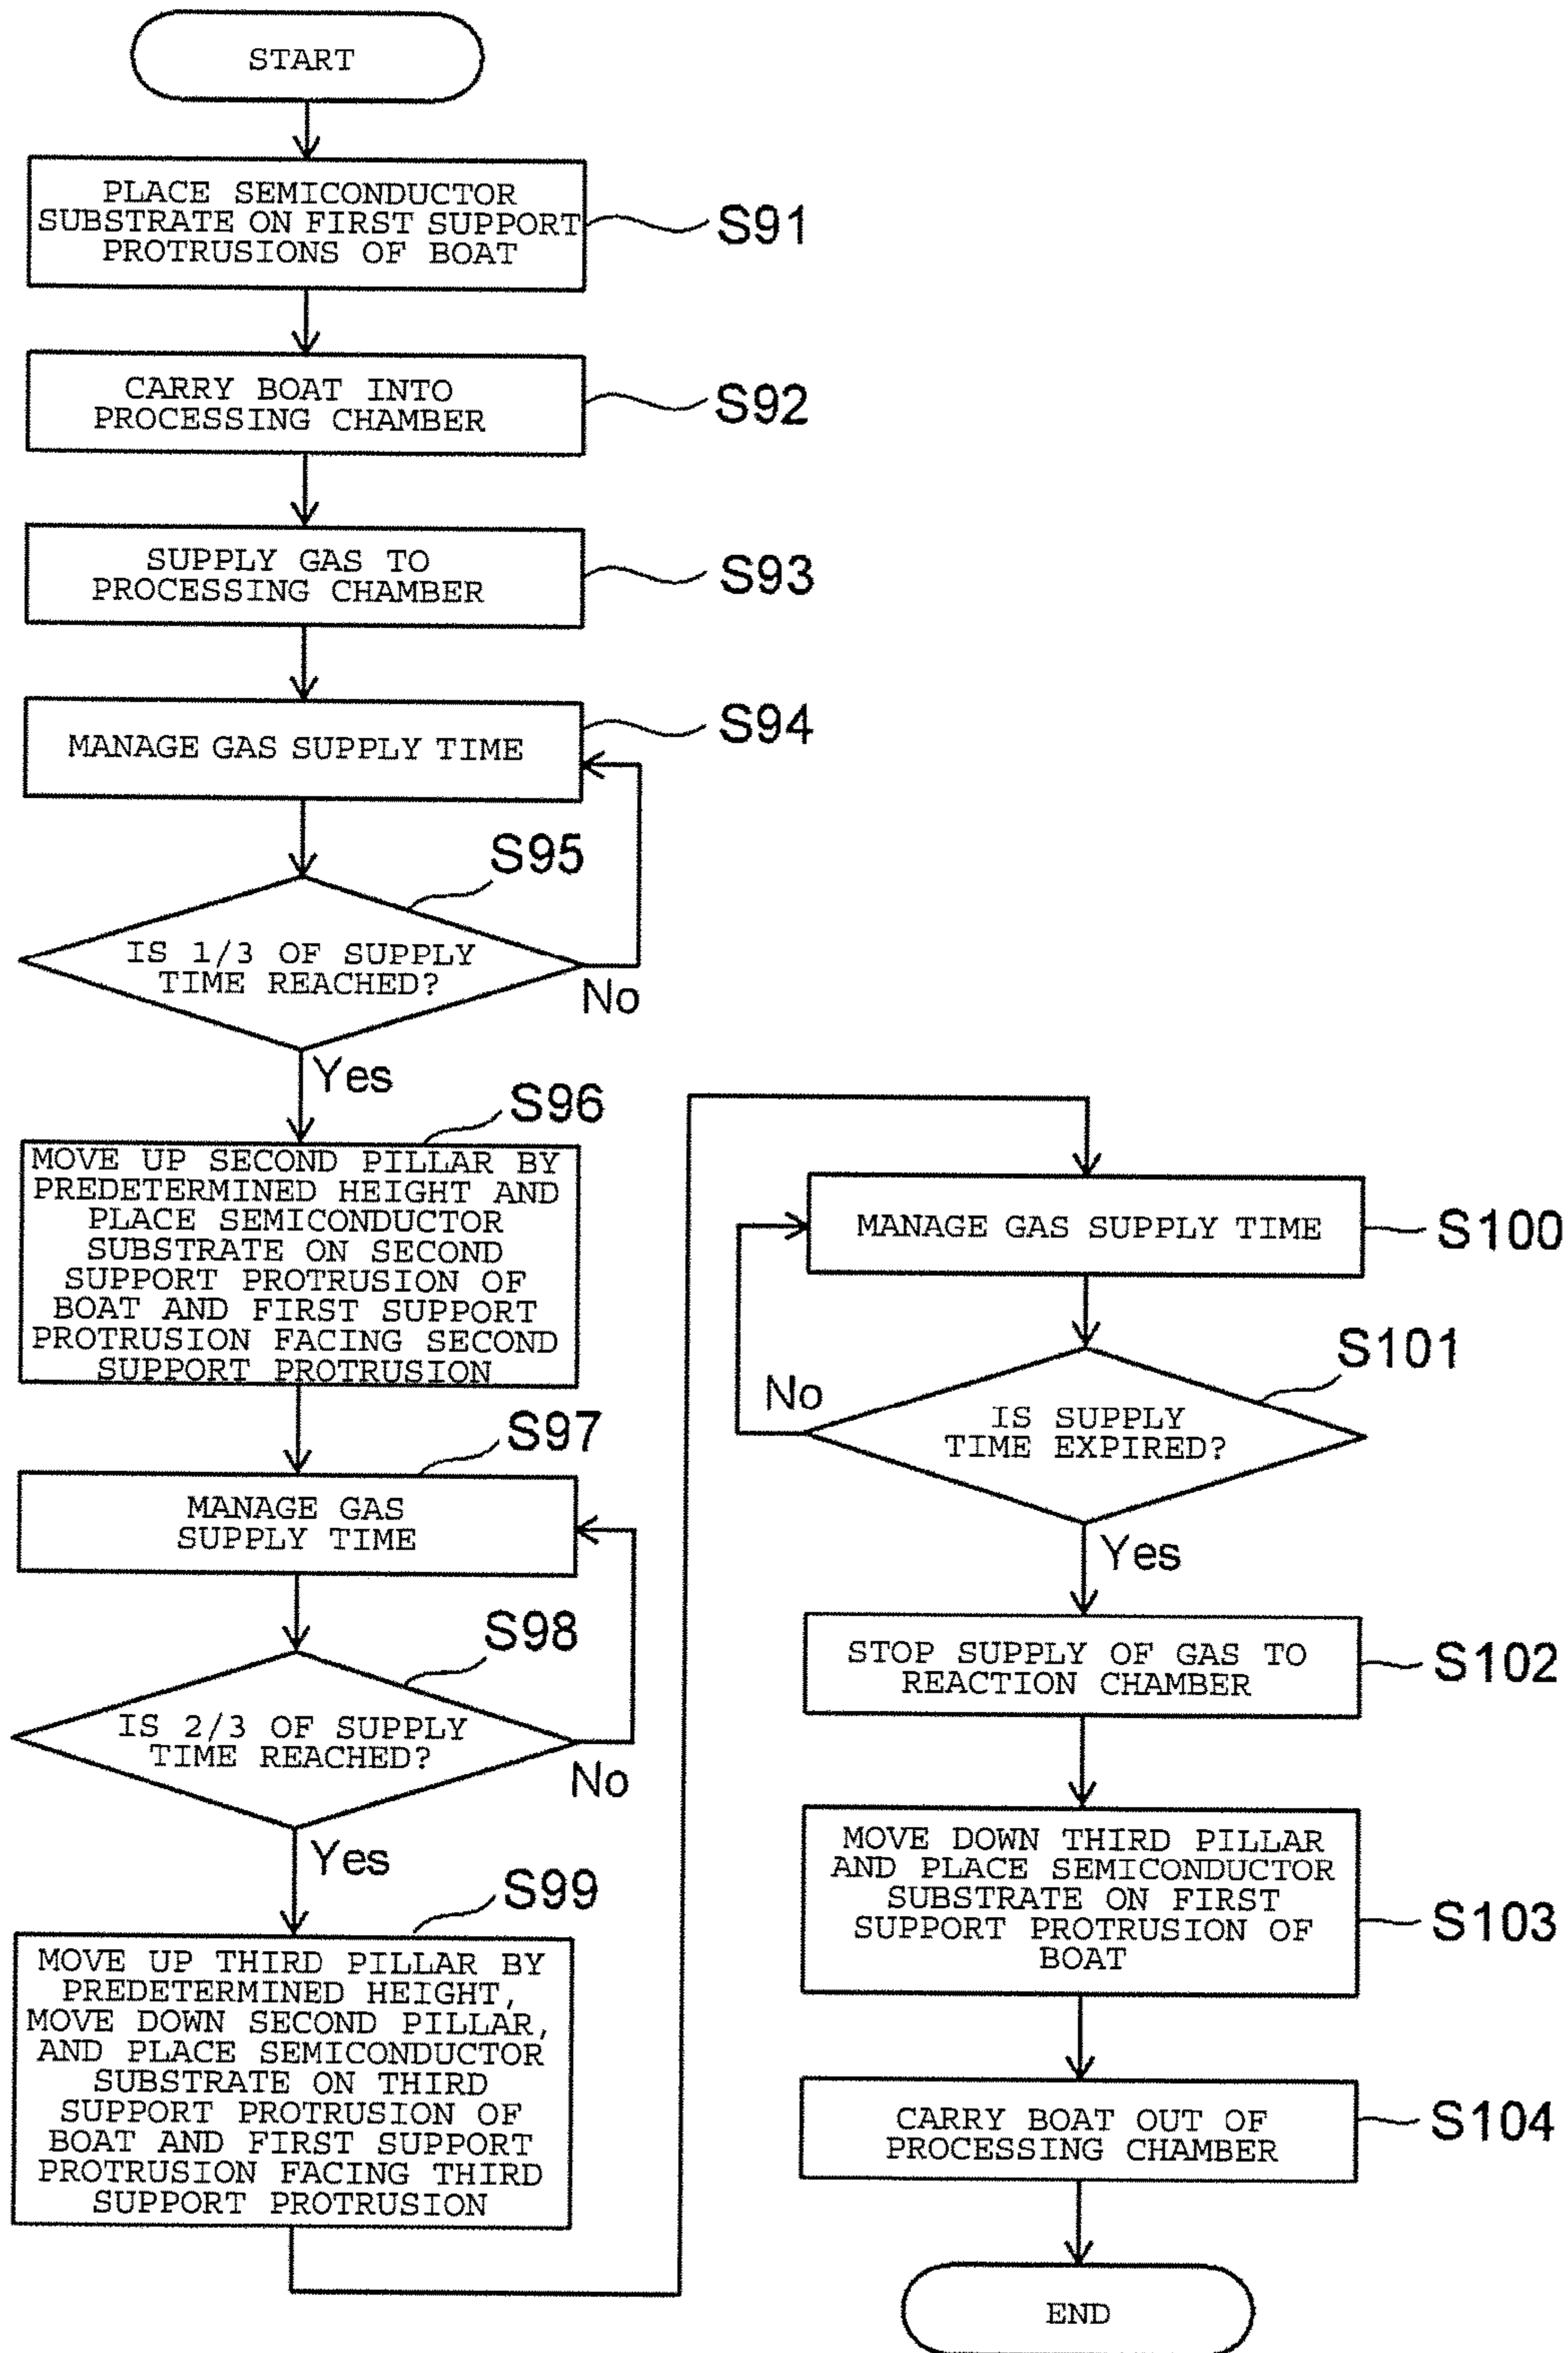 START
PLACE SEMICONDUCTOR
SUBSTRATE ON FIRST SUPPORT
PROTRUSIONS OF BOAT
S91
CARRY BOAT INTO
PROCESSING CHAMBER
S92
SUPPLY GAS TO
PROCESSING CHAMBER
S93
MANAGE GAS SUPPLY TIME
S94
S95
IS 1/3 OF SUPPLY
TIME REACHED?
No
Yes
S96
MOVE UP SECOND PILLAR BY
PREDETERMINED HEIGHT AND
PLACE SEMICONDUCTOR
SUBSTRATE ON SECOND
SUPPORT PROTRUSION OF
BOAT AND FIRST SUPPORT
PROTRUSION FACING SECOND
SUPPORT PROTRUSION
S97
MANAGE GAS
SUPPLY TIME
S98
IS 2/3 OF SUPPLY
TIME REACHED?
No
Yes
S99
MOVE UP THIRD PILLAR BY
PREDETERMINED HEIGHT,
MOVE DOWN SECOND PILLAR,
AND PLACE SEMICONDUCTOR
SUBSTRATE ON THIRD
SUPPORT PROTRUSION OF
BOAT AND FIRST SUPPORT
PROTRUSION FACING THIRD
SUPPORT PROTRUSION
MANAGE GAS SUPPLY TIME
S100
S101
No
IS SUPPLY
TIME EXPIRED?
Yes
STOP SUPPLY OF GAS TO
REACTION CHAMBER
S102
MOVE DOWN THIRD PILLAR
AND PLACE SEMICONDUCTOR
SUBSTRATE ON FIRST
SUPPORT PROTRUSION OF
BOAT
S103
CARRY BOAT OUT OF
PROCESSING CHAMBER
S104
END